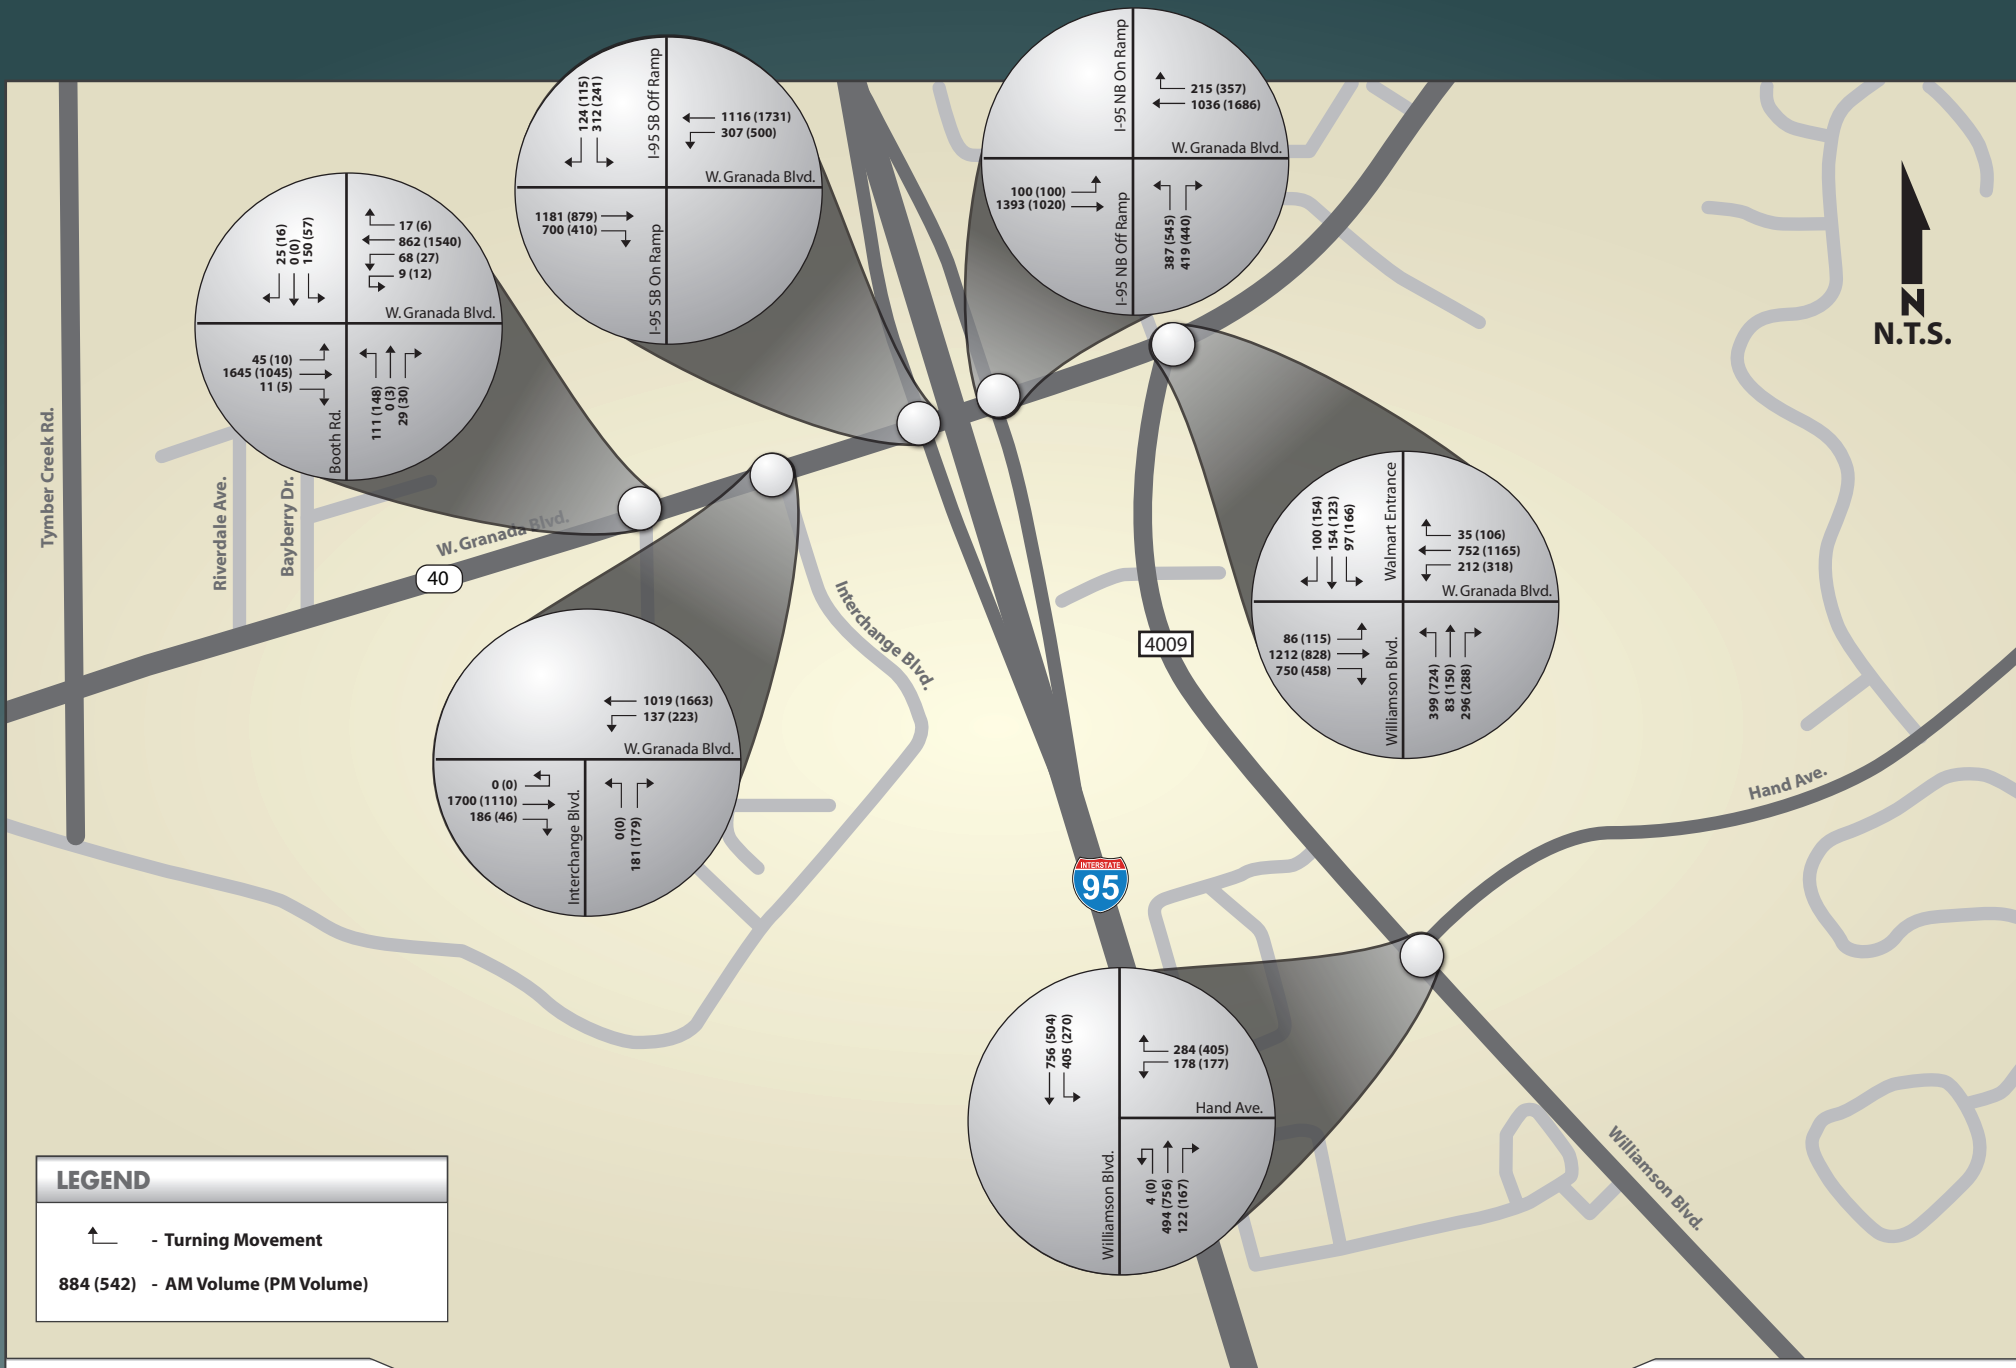 I-95 SB Off Ramp
124 (115)
312 (241)
1116 (1731)
307 (500)
W. Granada Blvd.
1181 (879)
700 (410)
I-95 SB On Ramp
I-95 NB On Ramp
215 (357)
1036 (1686)
W. Granada Blvd.
100 (100)
1393 (1020)
I-95 NB Off Ramp
387 (545)
419 (440)
25 (16)
0 (0)
150 (57)
17 (6)
862 (1540)
68 (27)
9 (12)
W. Granada Blvd.
45 (10)
1645 (1045)
11 (5)
Booth Rd.
111 (148)
0 (3)
29 (30)
N
N.T.S.
Tymber Creek Rd.
Riverdale Ave.
Bayberry Dr.
W. Granada Blvd.
40
Interchange Blvd.
4009
100 (154)
154 (123)
97 (166)
Walmart Entrance
35 (106)
752 (1165)
212 (318)
W. Granada Blvd.
86 (115)
1212 (828)
750 (458)
Williamson Blvd.
399 (724)
83 (150)
296 (288)
1019 (1663)
137 (223)
W. Granada Blvd.
0 (0)
1700 (1110)
186 (46)
Interchange Blvd.
0(0)
181 (179)
Hand Ave.
INTERSTATE
95
756 (504)
405 (270)
284 (405)
178 (177)
Hand Ave.
Williamson Blvd.
4 (0)
494 (756)
122 (167)
Williamson Blvd.
LEGEND
- Turning Movement
884 (542) - AM Volume (PM Volume)